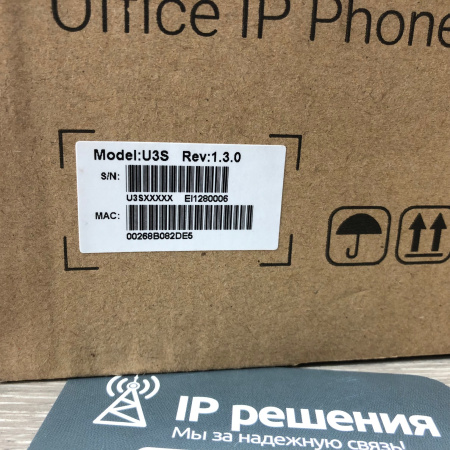 Office IP Phone
Model:U3S Rev:1.3.0
S/N:
U3SXXXXX EI1280006
MAC:
00268B082DE5
IP решения
Мы за надежную связь!